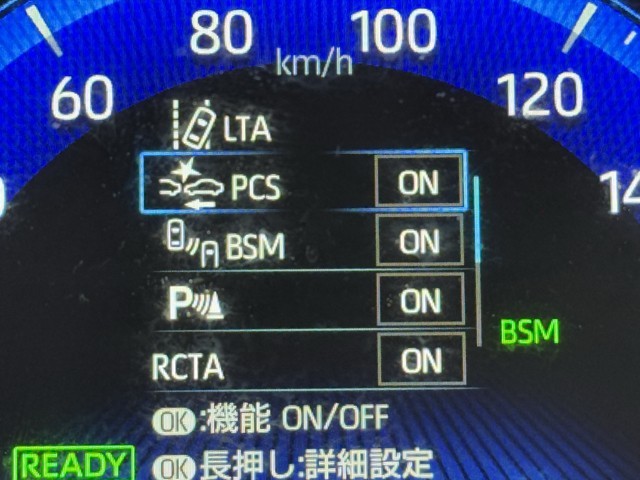 80 100
km/h
60 120
14
LTA
PCS ON
BSM ON
P ON
BSM
RCTA ON
OK:機能 ON/OFF
READY OK長押し:詳細設定